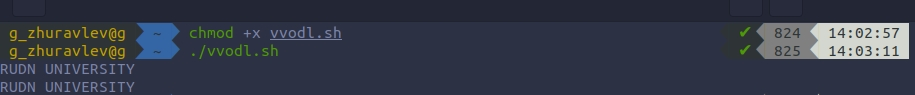 g_zhuravlev@g ~ chmod +x vvodl.sh ✔ 824 14:02:57
g_zhuravlev@g ~ ./vvodl.sh ✔ 825 14:03:11
RUDN UNIVERSITY
RUDN UNIVERSITY